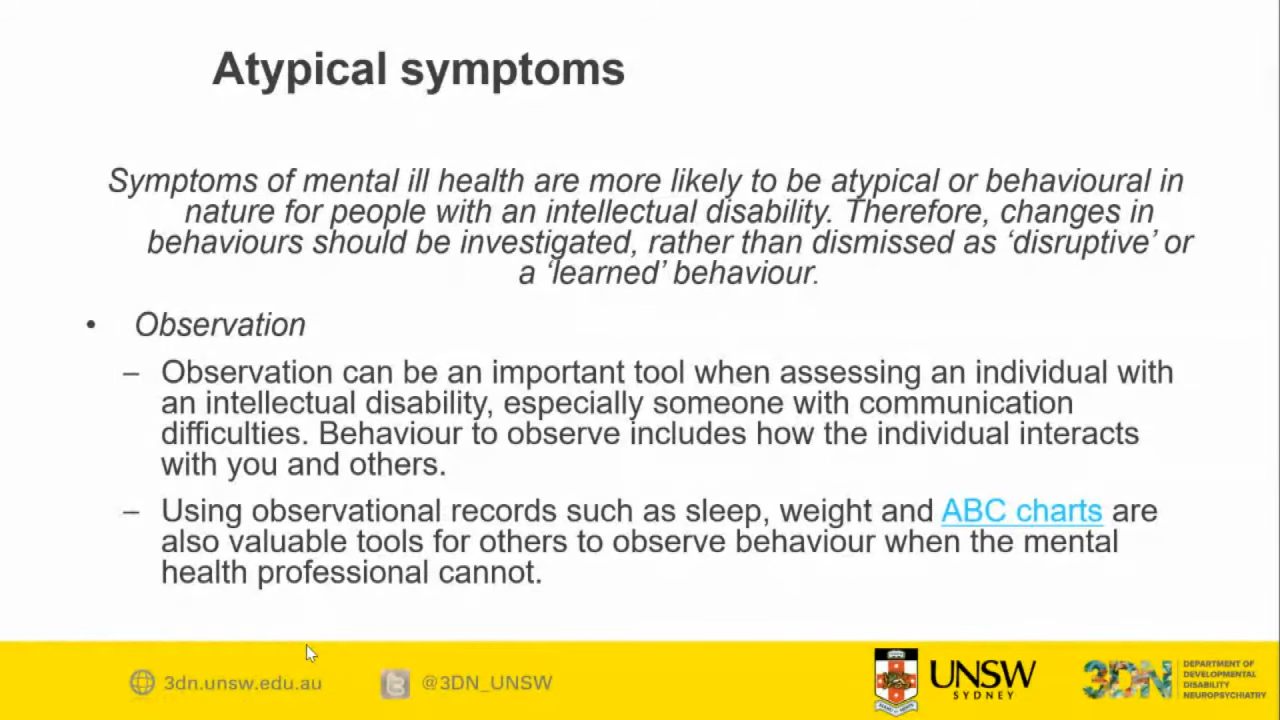 Atypical symptoms
Symptoms of mental ill health are more likely to be atypical or behavioural in
nature for people with an intellectual disability. Therefore, changes in
behaviours should be investigated, rather than dismissed as ‘disruptive’ or
a ‘learned’ behaviour.
• Observation
– Observation can be an important tool when assessing an individual with
an intellectual disability, especially someone with communication
difficulties. Behaviour to observe includes how the individual interacts
with you and others.
– Using observational records such as sleep, weight and ABC charts are
also valuable tools for others to observe behaviour when the mental
health professional cannot.
3dn.unsw.edu.au
@3DN_UNSW
UNSW
SYDNEY
3DN
DEPARTMENT OF
DEVELOPMENTAL
DISABILITY
NEUROPSYCHIATRY